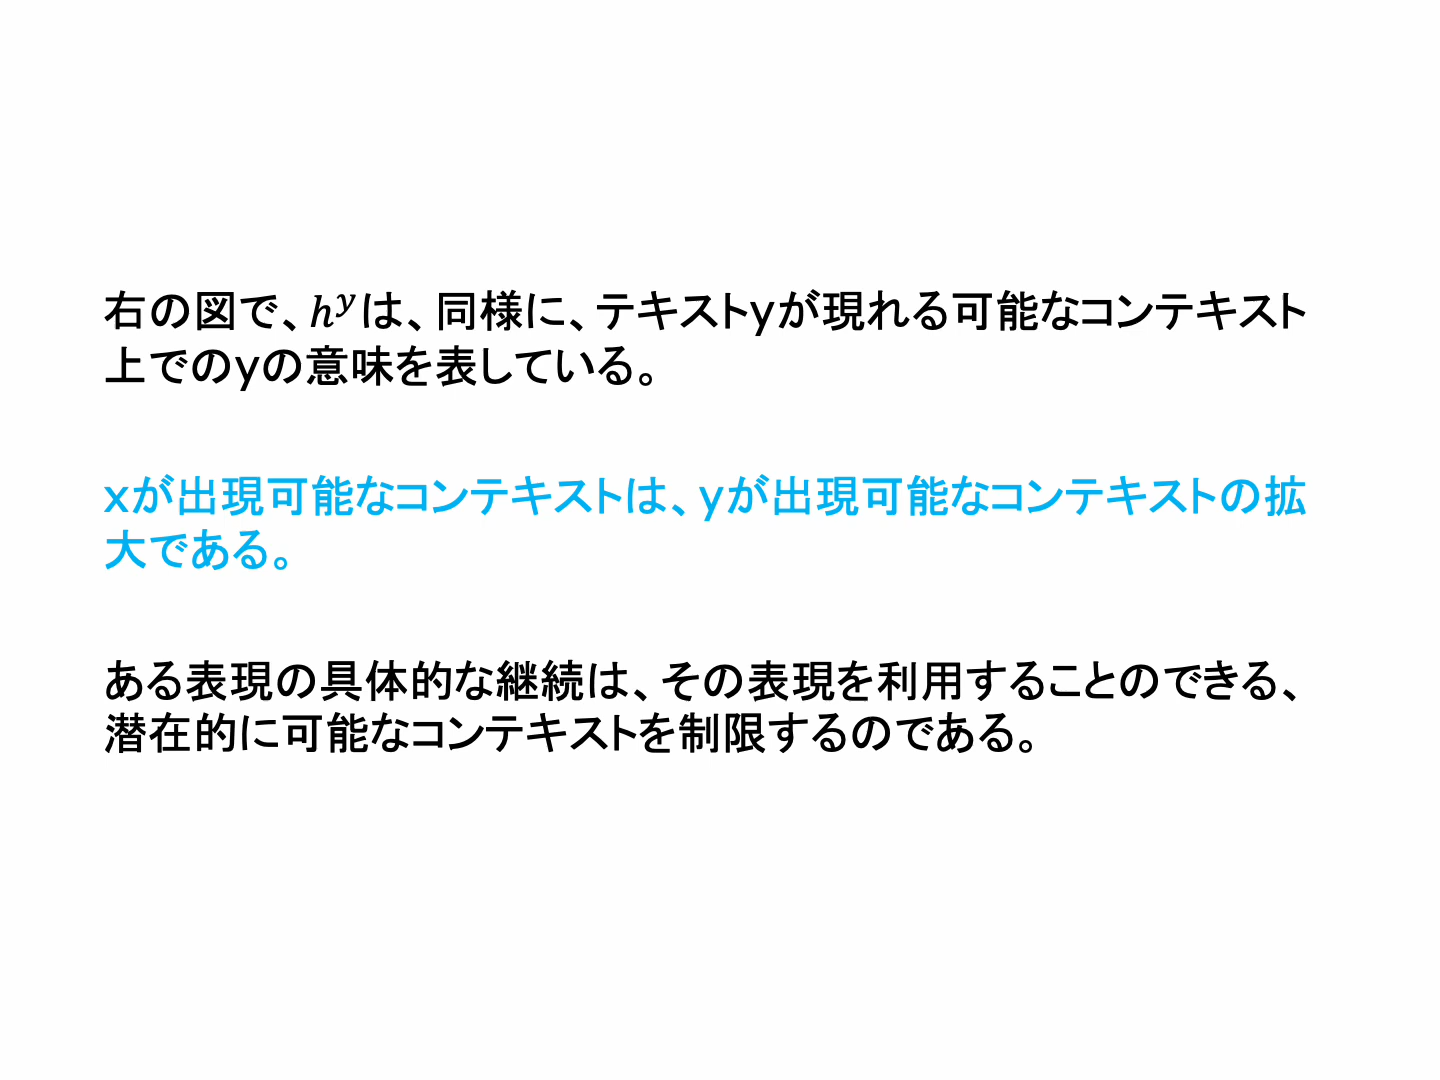 右の図で、hʸは、同様に、テキストyが現れる可能なコンテキスト
上でのyの意味を表している。
xが出現可能なコンテキストは、yが出現可能なコンテキストの拡
大である。
ある表現の具体的な継続は、その表現を利用することのできる、
潜在的に可能なコンテキストを制限するのである。